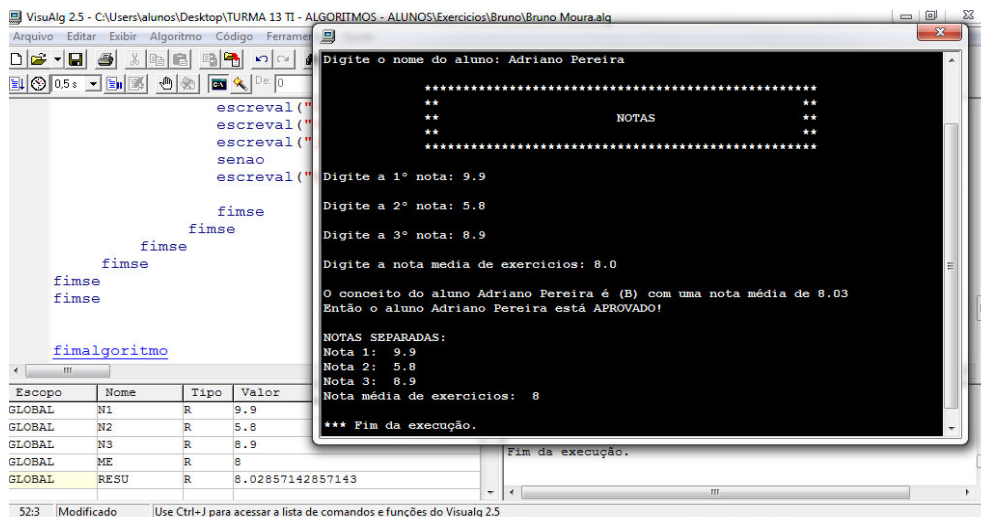 VisuAlg 2.5 - C:\Users\alunos\Desktop\TURMA 13 TI - ALGORITMOS - ALUNOS\Exercicios\Bruno\Bruno Moura.alg
Arquivo Editar Exibir Algoritmo Código Ferramen
0,5 s De: 0
escreval("
escreval("
escreval("
senao
escreval("
fimse
fimse
fimse
fimse
fimse
fimse
fimalgoritmo
Digite o nome do aluno: Adriano Pereira
***************************************************
** **
** NOTAS **
** **
***************************************************
Digite a 1º nota: 9.9
Digite a 2º nota: 5.8
Digite a 3º nota: 8.9
Digite a nota media de exercicios: 8.0
O conceito do aluno Adriano Pereira é (B) com uma nota média de 8.03
Então o aluno Adriano Pereira está APROVADO!
NOTAS SEPARADAS:
Nota 1: 9.9
Nota 2: 5.8
Nota 3: 8.9
Nota média de exercicios: 8
*** Fim da execução.
Escopo Nome Tipo Valor
GLOBAL N1 R 9.9
GLOBAL N2 R 5.8
GLOBAL N3 R 8.9
GLOBAL ME R 8
GLOBAL RESU R 8.02857142857143
Fim da execução.
52:3 Modificado Use Ctrl+J para acessar a lista de comandos e funções do Visualg 2.5